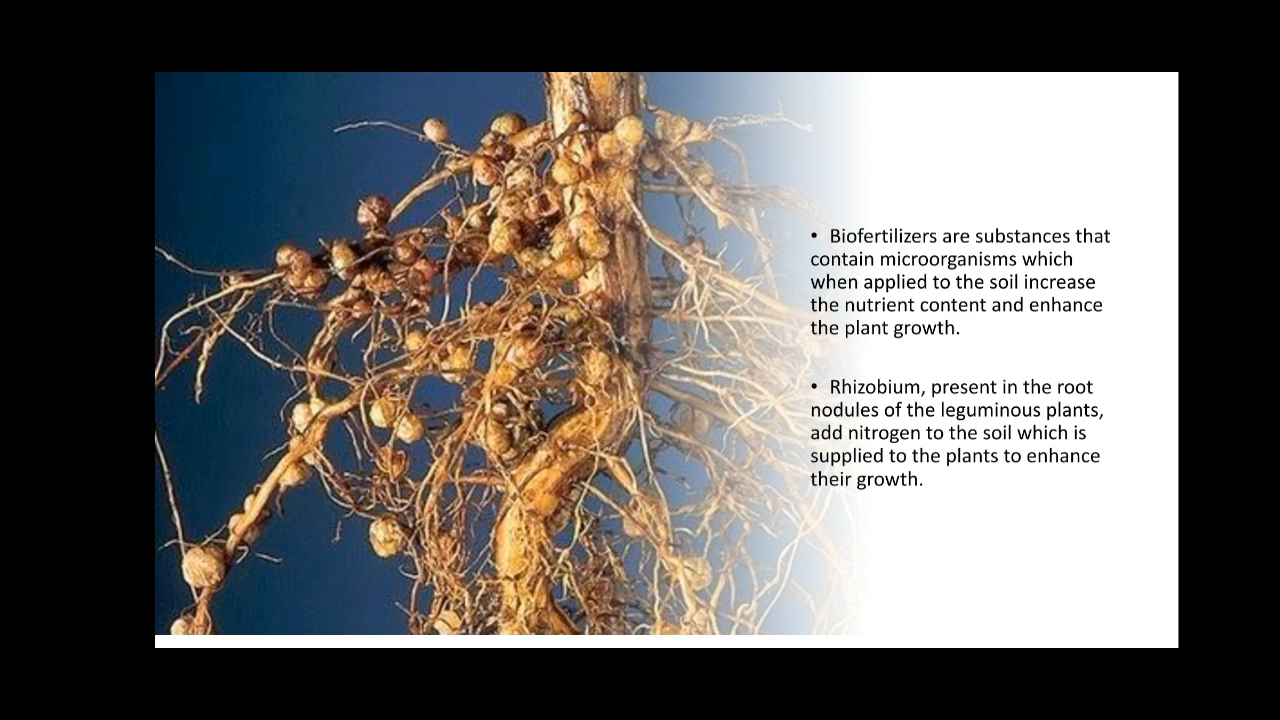 • Biofertilizers are substances that
contain microorganisms which
when applied to the soil increase
the nutrient content and enhance
the plant growth.
• Rhizobium, present in the root
nodules of the leguminous plants,
add nitrogen to the soil which is
supplied to the plants to enhance
their growth.